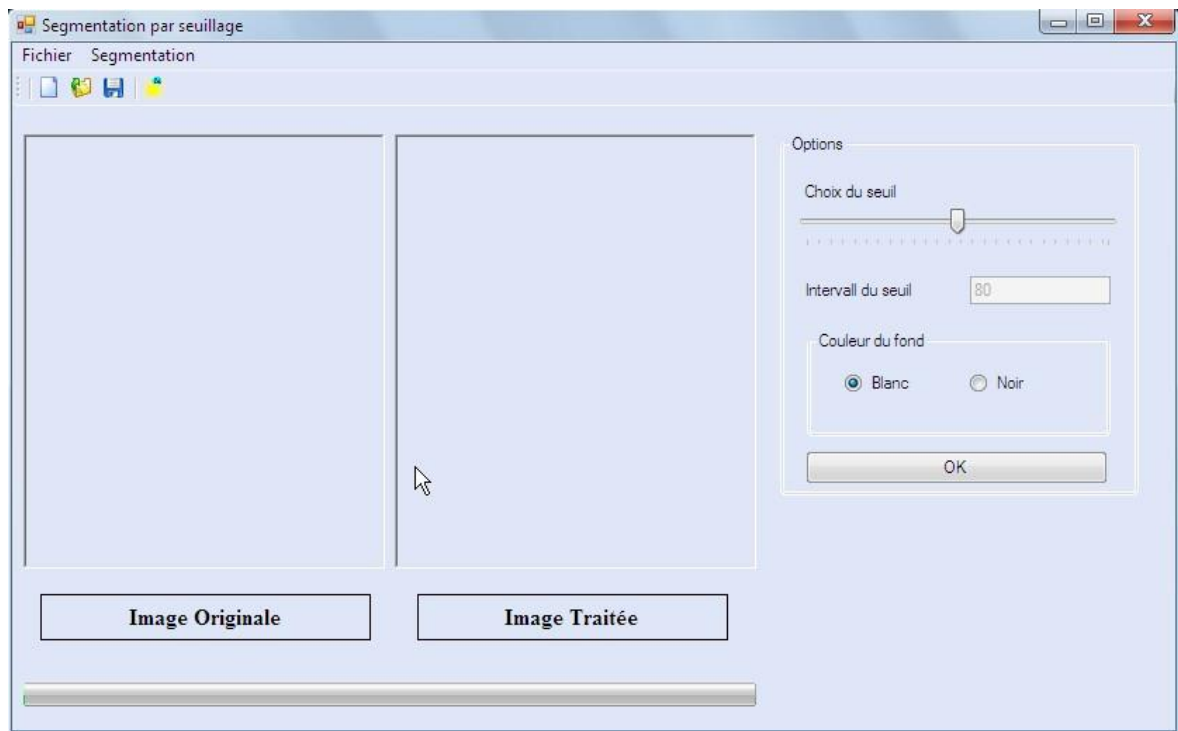 Segmentation par seuillage
Fichier Segmentation
Options
Choix du seuil
Intervall du seuil 80
Couleur du fond
Blanc Noir
OK
Image Originale Image Traitée